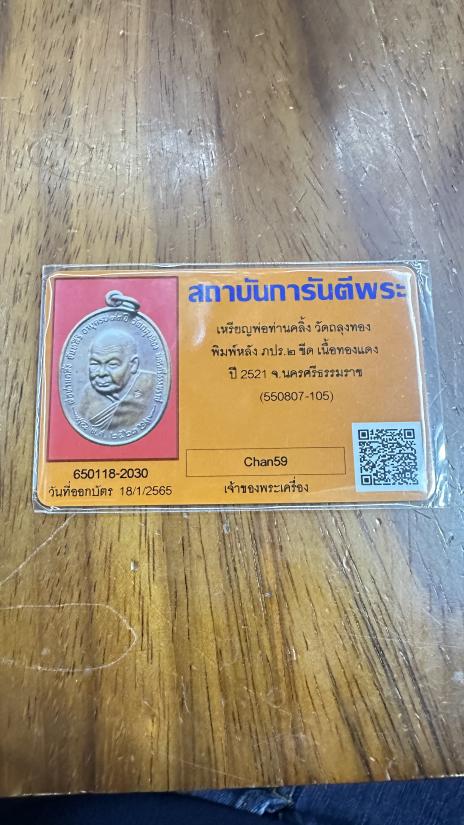 สถาบันการันตีพระ
เหรียญพ่อท่านคลิ้ง วัดถลุงทอง
พิมพ์หลัง ภปร.๒ ขีด เนื้อทองแดง
ปี 2521 จ.นครศรีธรรมราช
(550807-105)
Chan59
เจ้าของพระเครื่อง
650118-2030
วันที่ออกบัตร 18/1/2565